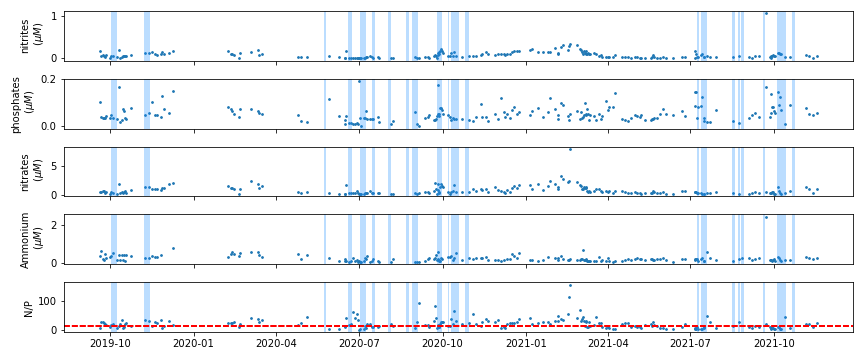 nitrites
(μM)
1
0
phosphates
(μM)
0.2
0.0
nitrates
(μM)
5
0
Ammonium
(μM)
2
0
N/P
100
0
2019-10 2020-01 2020-04 2020-07 2020-10 2021-01 2021-04 2021-07 2021-10